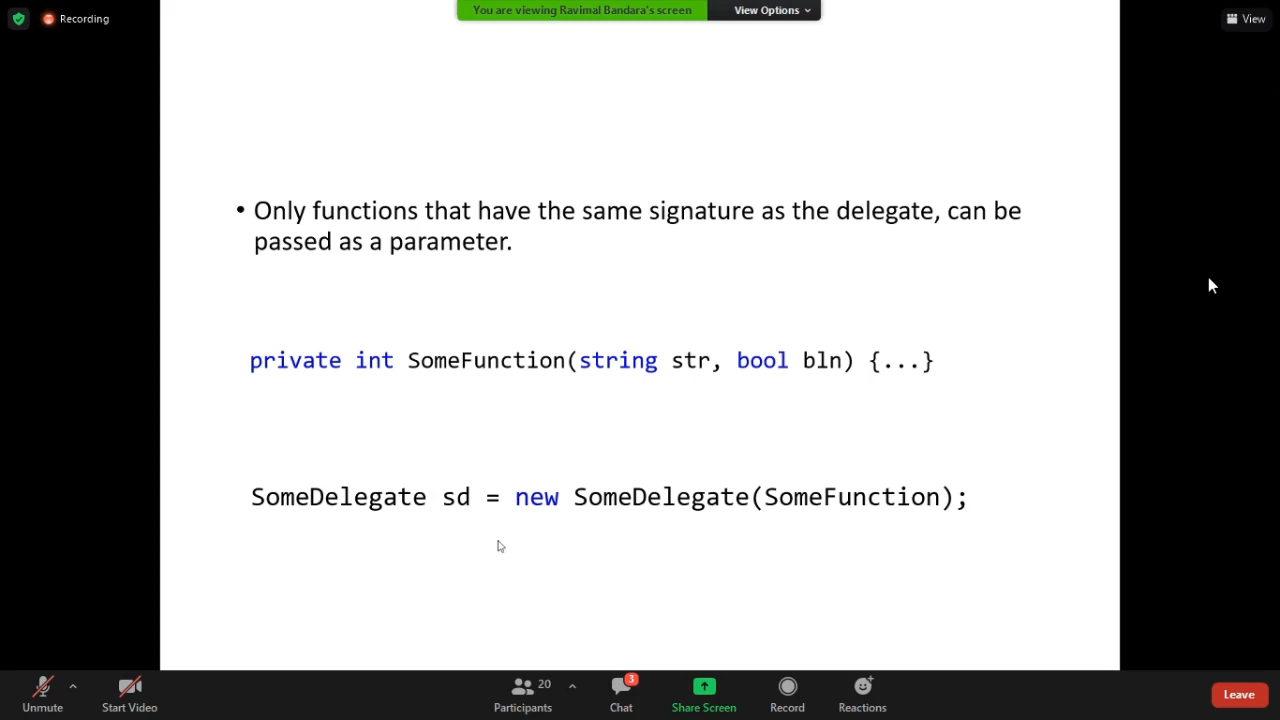 Recording
You are viewing Ravimal Bandara's screen
View Options
View
• Only functions that have the same signature as the delegate, can be
passed as a parameter.
private int SomeFunction(string str, bool bln) {...}
SomeDelegate sd = new SomeDelegate(SomeFunction);
Unmute
Start Video
20
Participants
3
Chat
Share Screen
Record
Reactions
Leave